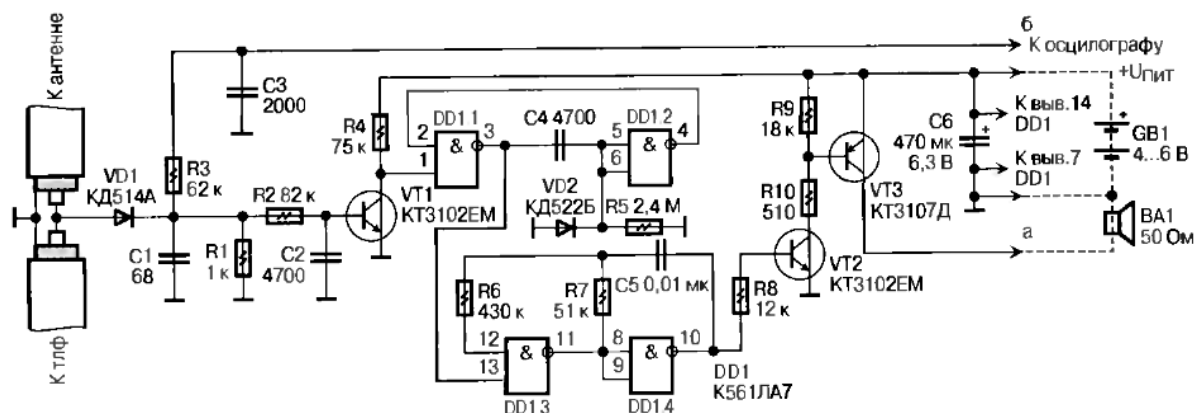 К антенне
К тлф
VD1
КД514А
C1
68
R3
62 к
R1
1 к
R2 82 к
C2
4700
C3
2000
R4
75 к
VT1
КТ3102ЕМ
DD1.1
2
1
&
3
C4 4700
VD2
КД522Б
R5 2,4 М
DD1.2
5
6
&
4
R6
430 к
12
13
&
11
DD1.3
R7
51 к
C5 0,01 мк
8
9
&
10
DD1.4
DD1
К561ЛА7
R8
12 к
R9
18 к
R10
510
VT2
КТ3102ЕМ
VT3
КТ3107Д
C6
470 мк
6,3 В
+
б
К осцилографу
+Uпит
К выв.14
DD1
К выв.7
DD1
+
GB1
4...6 В
а
BA1
50 Ом